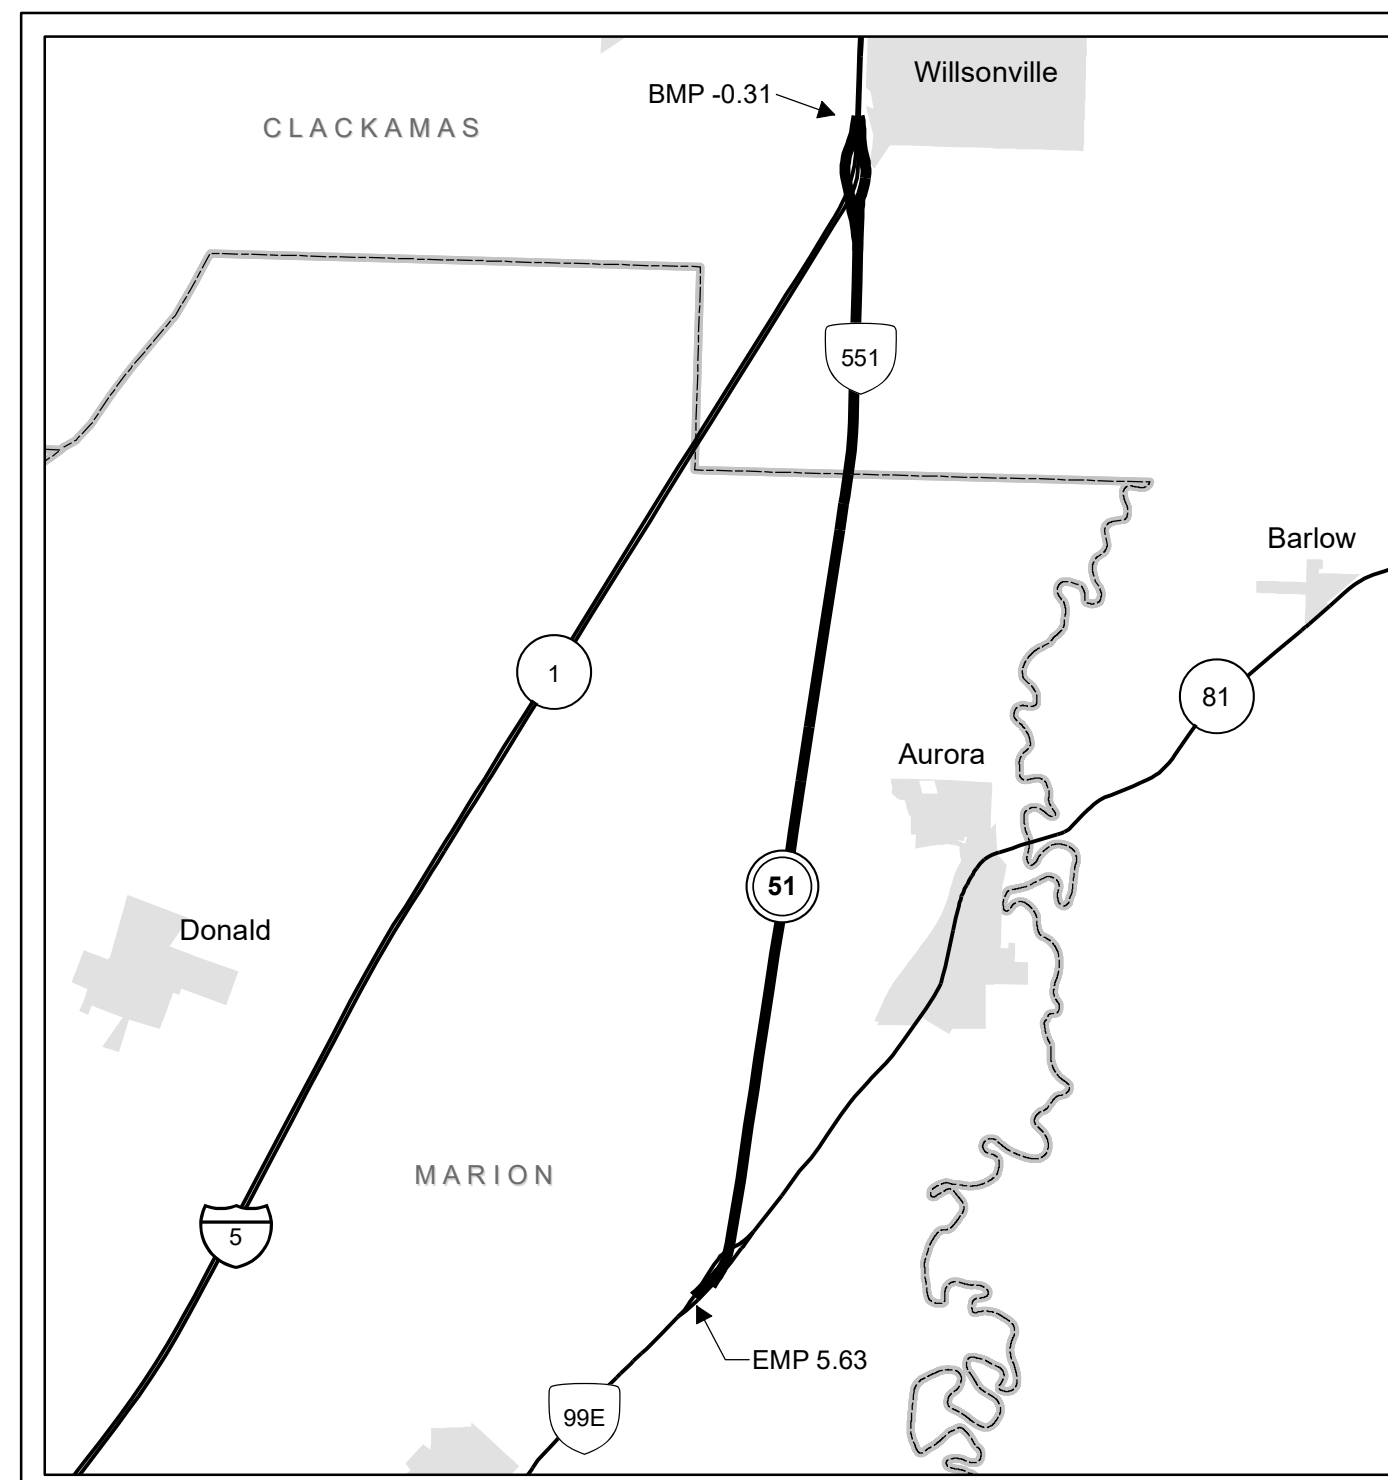 Willsonville
BMP -0.31
CLACKAMAS
551
Barlow
1
81
Aurora
51
Donald
MARION
5
EMP 5.63
99E